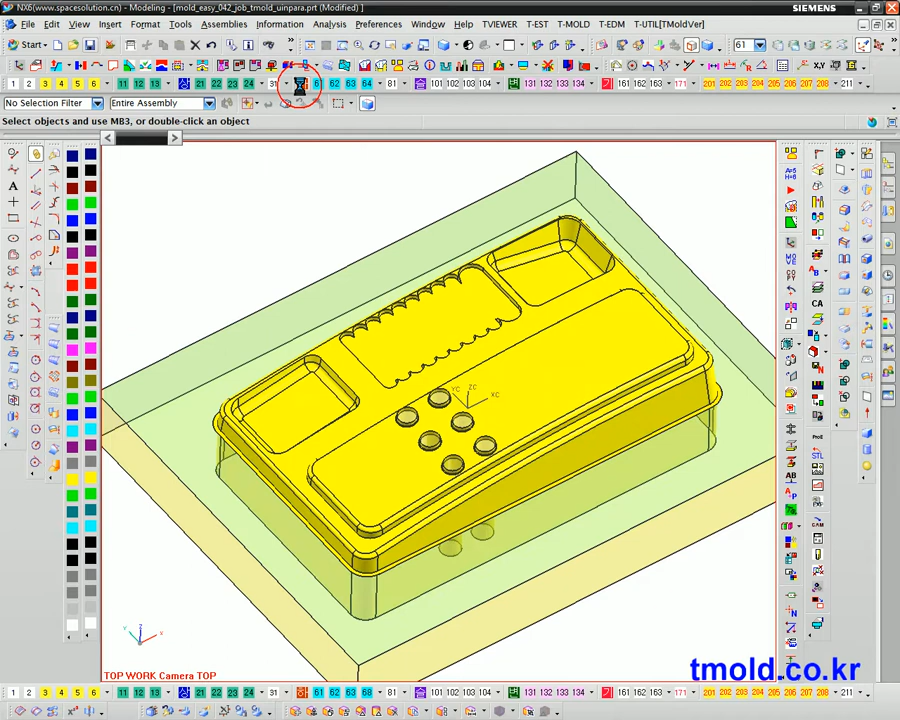 NX6(www.spacesolution.cn) - Modeling - [mold_easy_042_job_tmold_uinpara.prt (Modified) ]
SIEMENS
File Edit View Insert Format Tools Assemblies Information Analysis Preferences Window Help TVIEWER T-EST T-MOLD T-EDM T-UTIL[TMoldVer]
Start
61
1 2 3 4 5 6 11 12 13 21 22 23 24 31 61 62 63 64 81 101 102 103 104 131 132 133 134 161 162 163 171 201 202 203 204 205 206 207 208 211
No Selection Filter Entire Assembly
Select objects and use MB3, or double-click an object
YC ZC XC
TOP WORK Camera TOP
tmold.co.kr
1 2 3 4 5 6 11 12 13 21 22 23 24 31 61 62 63 68 91 101 102 103 104 131 132 133 134 161 162 163 171 201 202 203 204 205 206 207 208 211